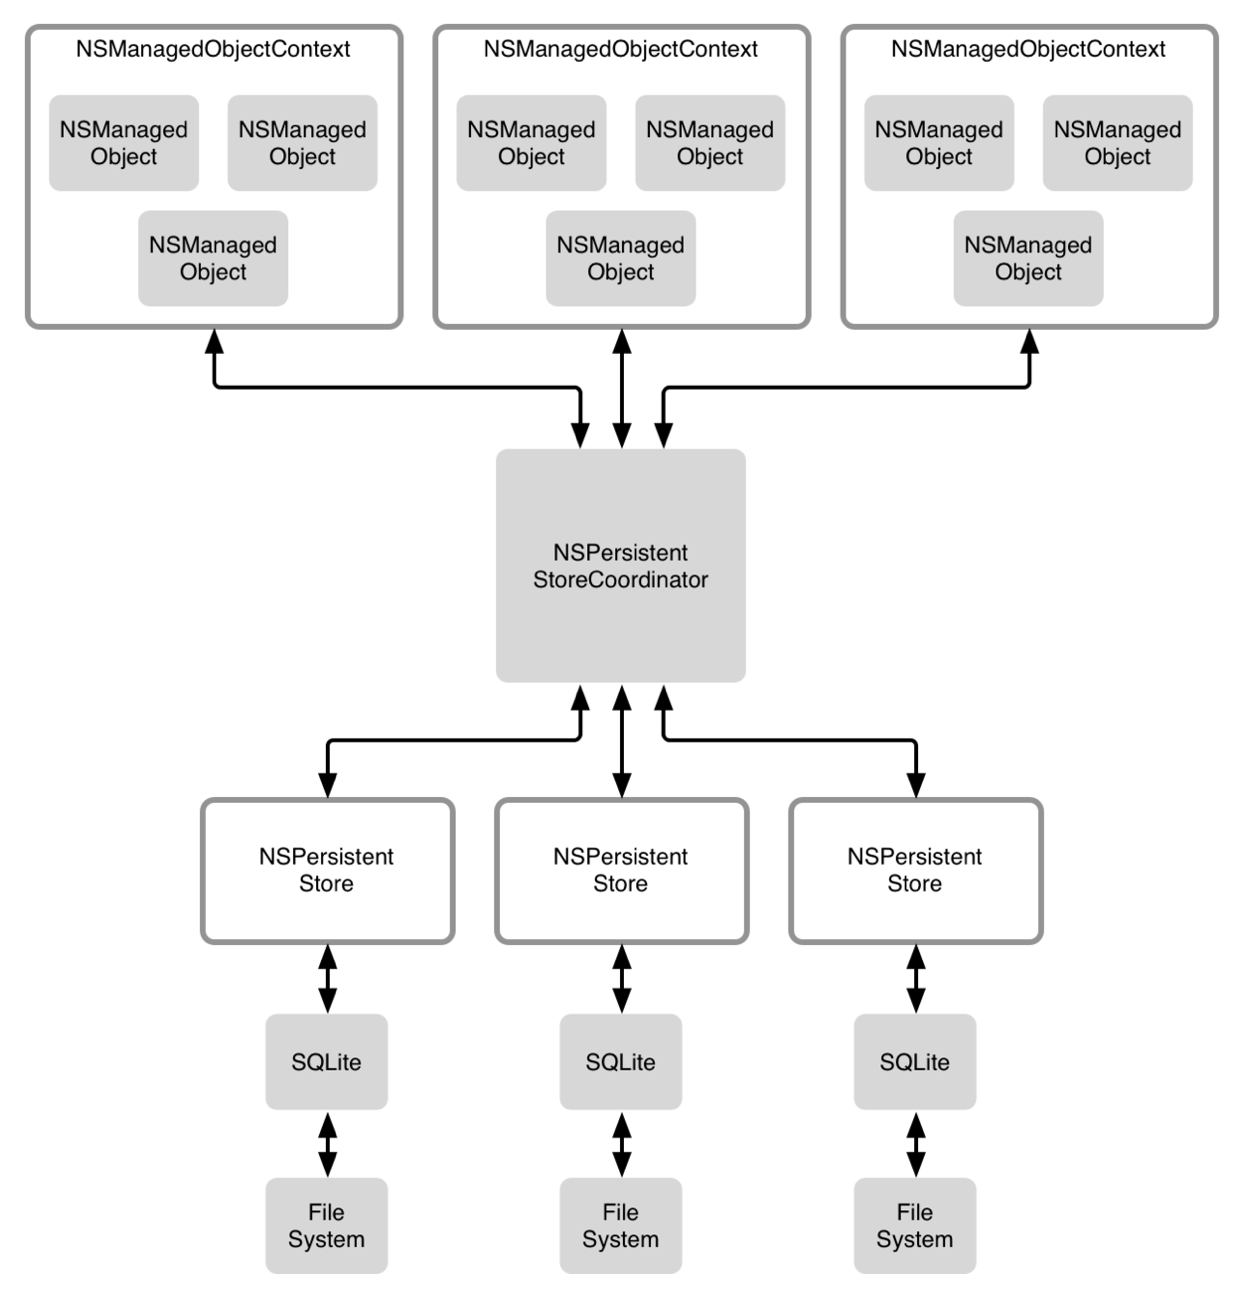 NSManagedObjectContext
NSManaged
Object
NSManaged
Object
NSManaged
Object
NSManagedObjectContext
NSManaged
Object
NSManaged
Object
NSManaged
Object
NSManagedObjectContext
NSManaged
Object
NSManaged
Object
NSManaged
Object
NSPersistent
StoreCoordinator
NSPersistent
Store
NSPersistent
Store
NSPersistent
Store
SQLite
SQLite
SQLite
File
System
File
System
File
System